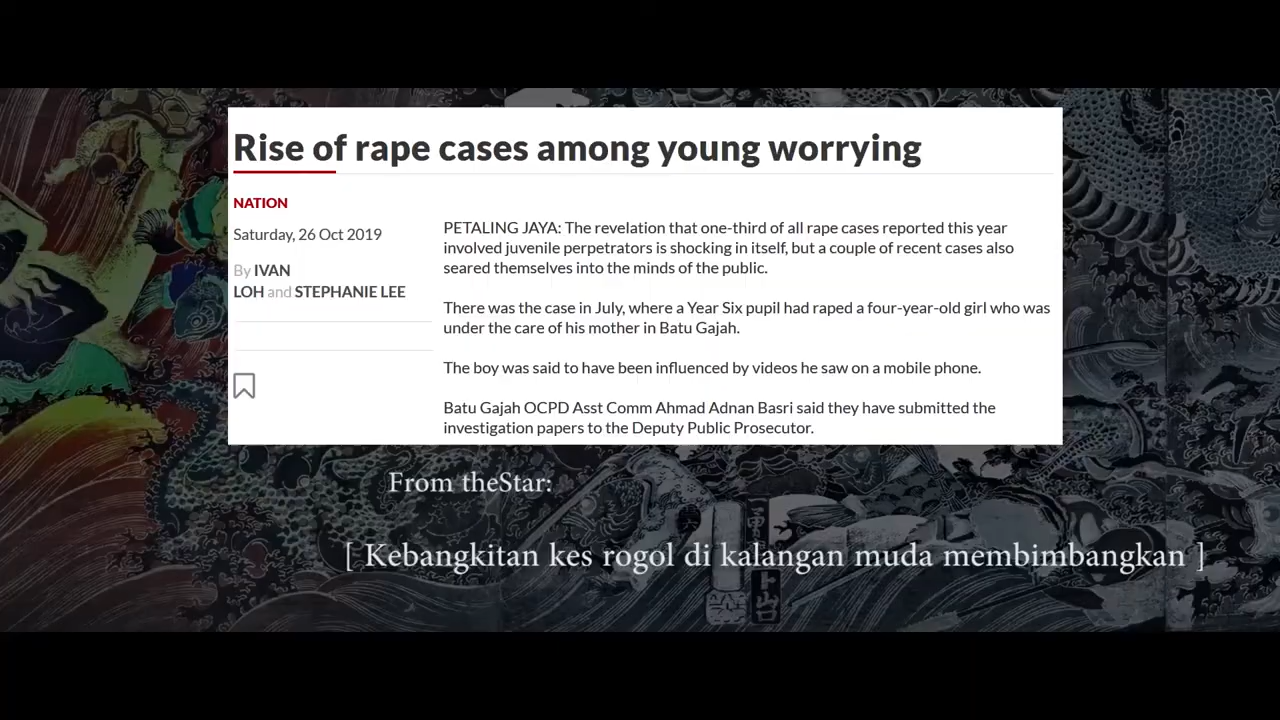 Rise of rape cases among young worrying
NATION
Saturday, 26 Oct 2019
By IVAN
LOH and STEPHANIE LEE
PETALING JAYA: The revelation that one-third of all rape cases reported this year
involved juvenile perpetrators is shocking in itself, but a couple of recent cases also
seared themselves into the minds of the public.
There was the case in July, where a Year Six pupil had raped a four-year-old girl who was
under the care of his mother in Batu Gajah.
The boy was said to have been influenced by videos he saw on a mobile phone.
Batu Gajah OCPD Asst Comm Ahmad Adnan Basri said they have submitted the
investigation papers to the Deputy Public Prosecutor.
From theStar:
[ Kebangkitan kes rogol di kalangan muda membimbangkan ]